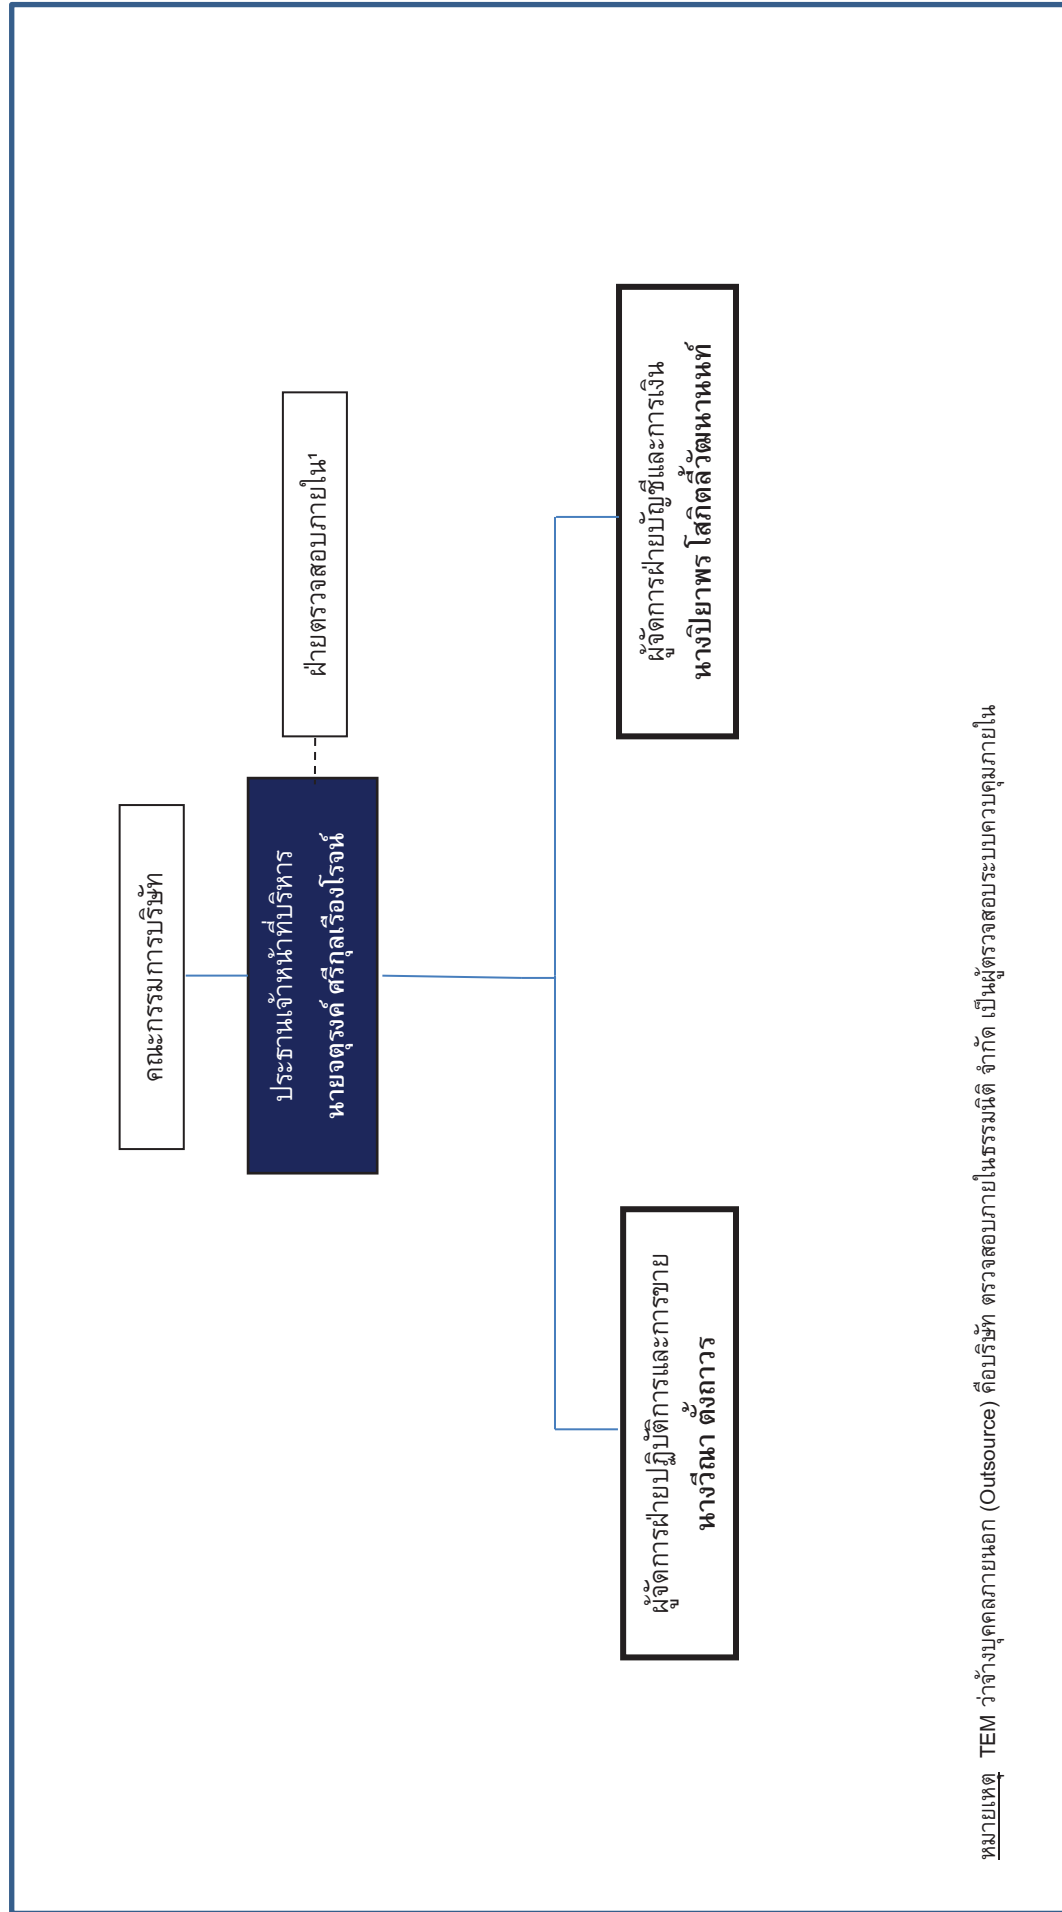 คณะกรรมการบริษัท
ประธานเจ้าหน้าที่บริหาร
นายจตุรงค์ ศรีกุลเรืองโรจน์
ฝ่ายตรวจสอบภายใน¹
ผู้จัดการฝ่ายปฏิบัติการและการขาย
นางวีณา ตั้งถาวร
ผู้จัดการฝ่ายบัญชีและการเงิน
นางปิยาพร โสภิตลี้วัฒนานนท์
หมายเหตุ TEM ว่าจ้างบุคคลภายนอก (Outsource) คือบริษัท ตรวจสอบภายในธรรมนิติ จำกัด เป็นผู้ตรวจสอบระบบควบคุมภายใน